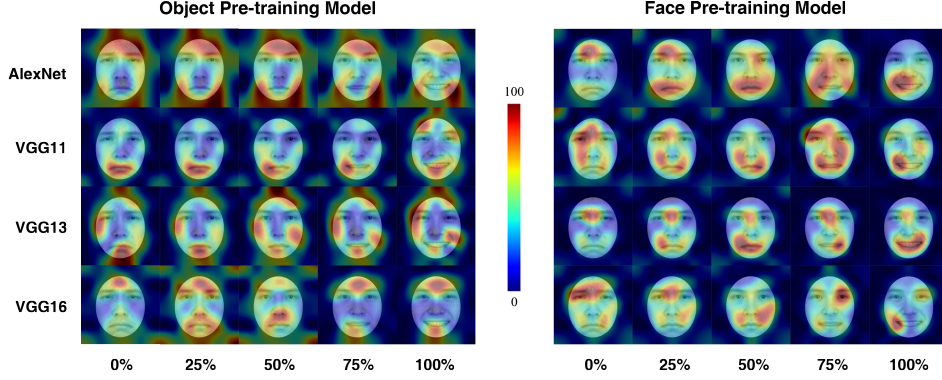 Object Pre-training Model
Face Pre-training Model
AlexNet
VGG11
VGG13
VGG16
100
0
0% 25% 50% 75% 100%
0% 25% 50% 75% 100%